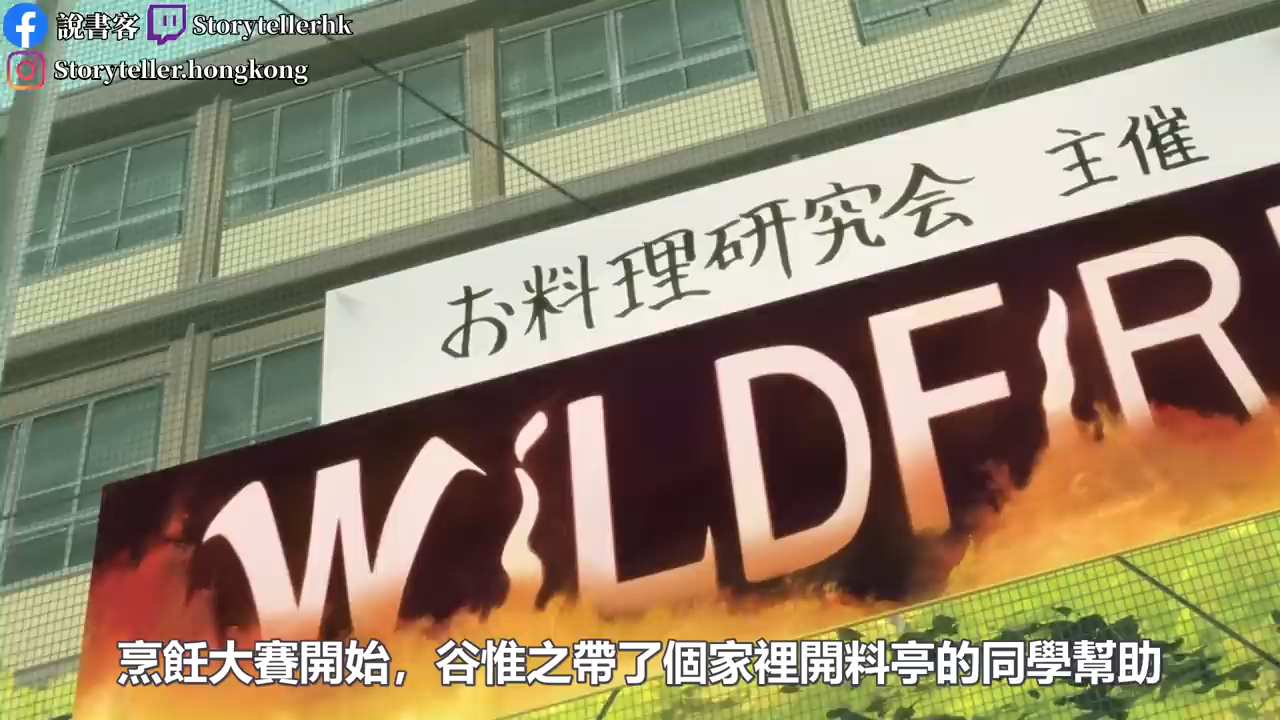 說書客 Storytellerhk
Storyteller.hongkong
お料理研究会 主催
WiLDFiR
烹飪大賽開始，谷惟之帶了個家裡開料亭的同學幫助